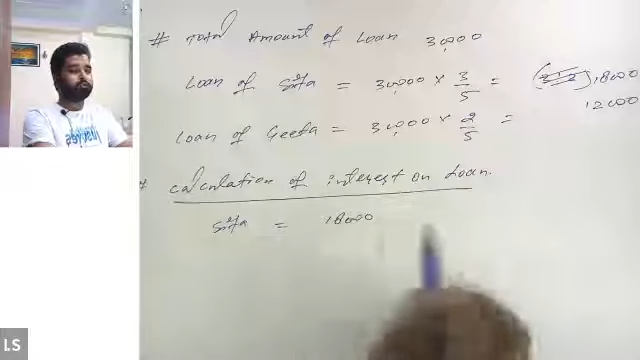 # Total Amount of Loan 30,000
Loan of Sita = 30,000 × 3/5 = 18000
Loan of Geeta = 30,000 × 2/5 = 12000
# Calculation of interest on Loan.
Sita = 18000
I.S